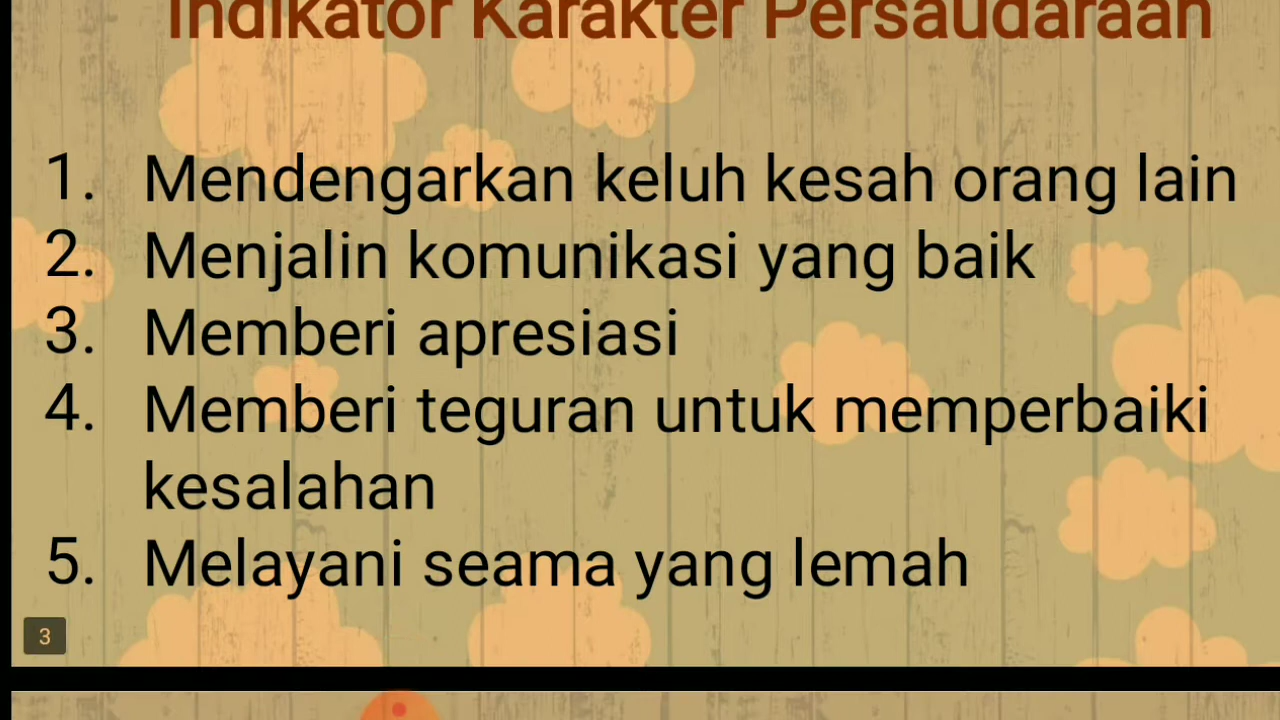 Indikator Karakter Persaudaraan
1. Mendengarkan keluh kesah orang lain
2. Menjalin komunikasi yang baik
3. Memberi apresiasi
4. Memberi teguran untuk memperbaiki
kesalahan
5. Melayani seama yang lemah
3